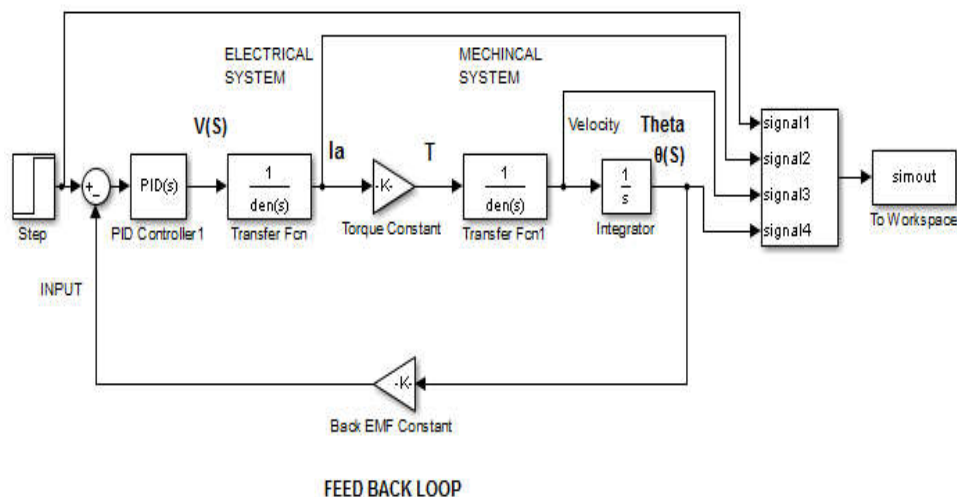 ELECTRICAL
SYSTEM
MECHINCAL
SYSTEM
V(S)
Ia
T
Velocity
Theta
θ(S)
signal1
signal2
signal3
signal4
simout
To Workspace
+
-
PID(s)
1
den(s)
-K-
1
den(s)
1
s
Step
PID Controller1
Transfer Fcn
Torque Constant
Transfer Fcn1
Integrator
INPUT
-K-
Back EMF Constant
FEED BACK LOOP